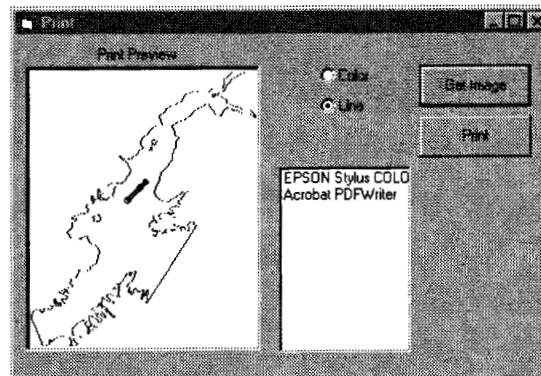 Print
Print Preview
Color
Line
Get Image
Print
EPSON Stylus COLO
Acrobat PDFWriter